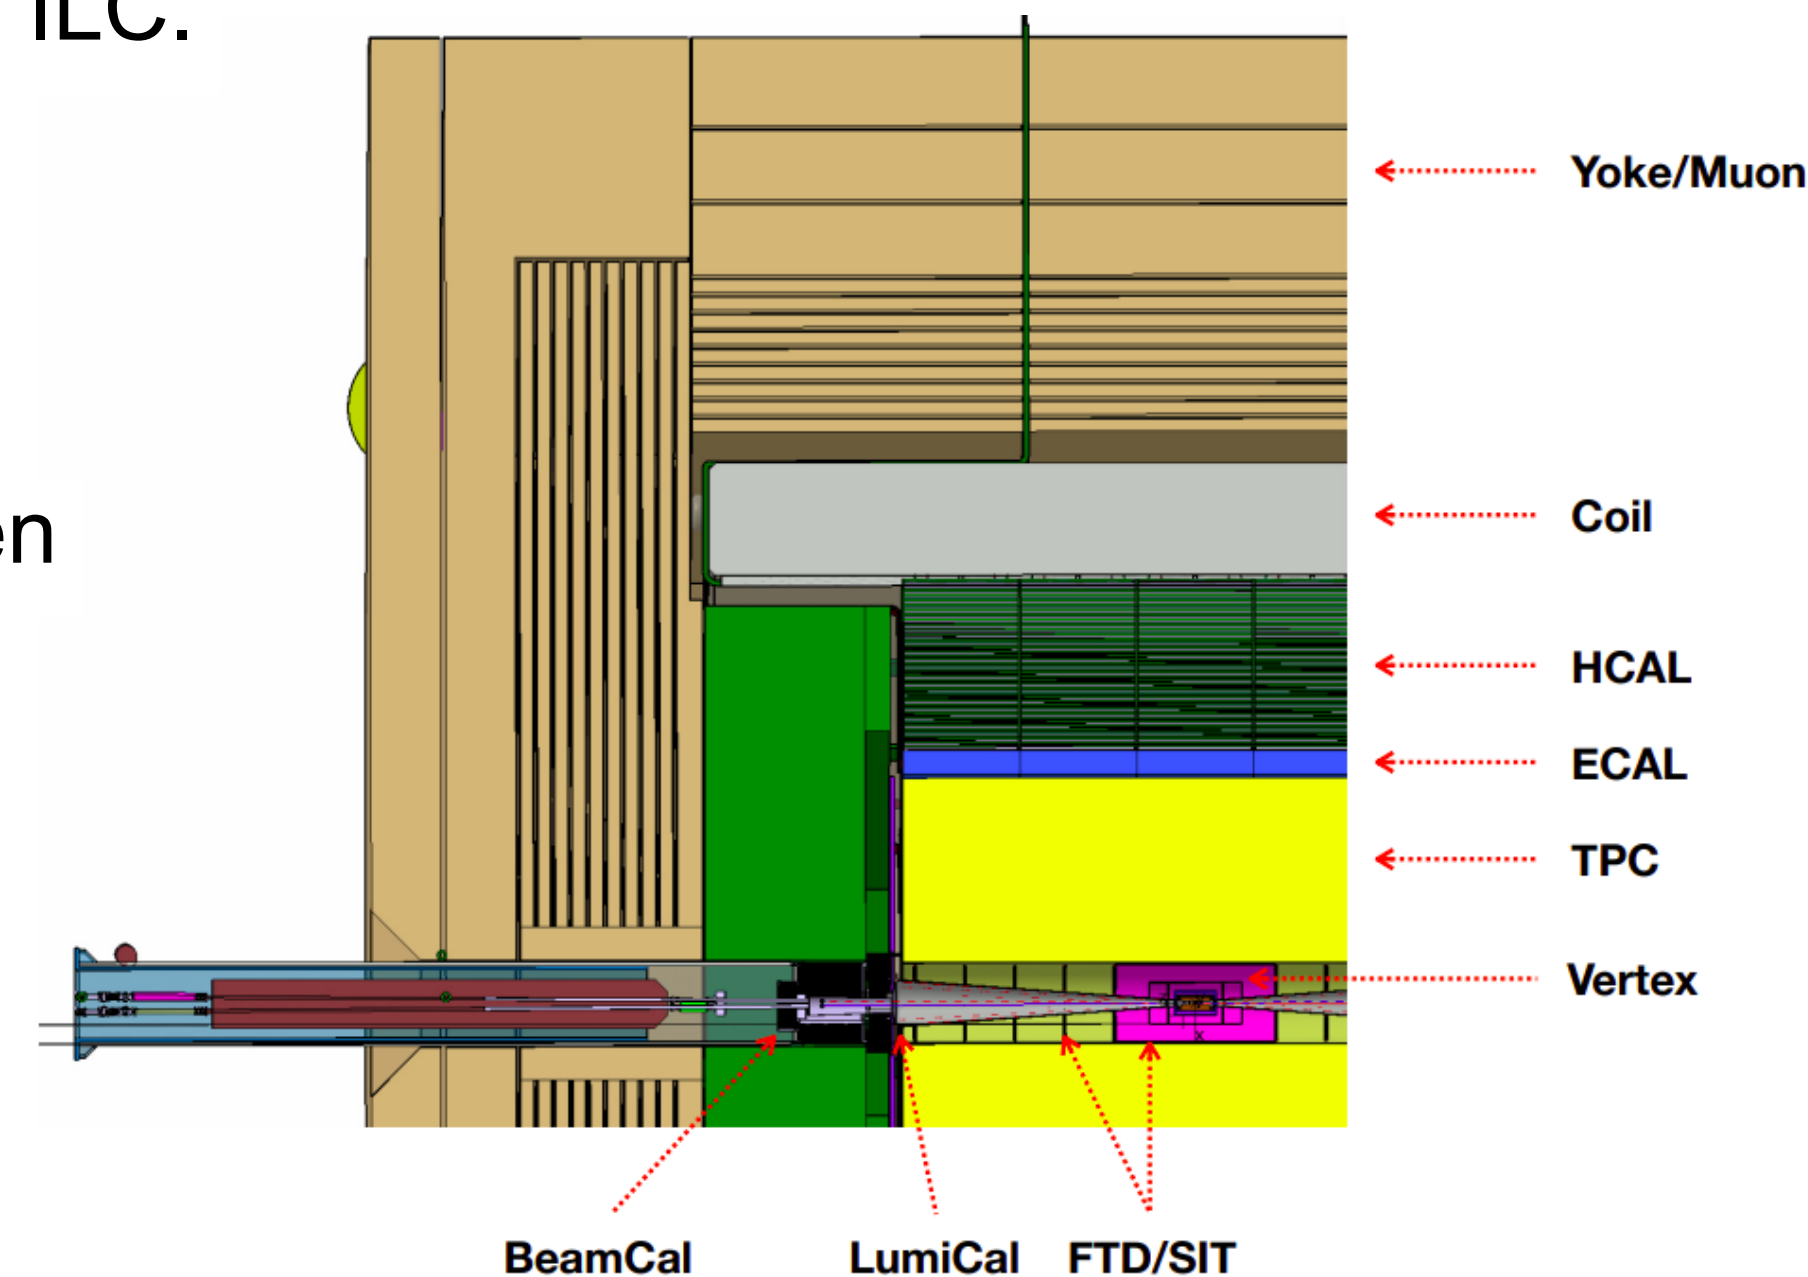 ILC.
Yoke/Muon
en
Coil
HCAL
ECAL
TPC
Vertex
BeamCal
LumiCal
FTD/SIT